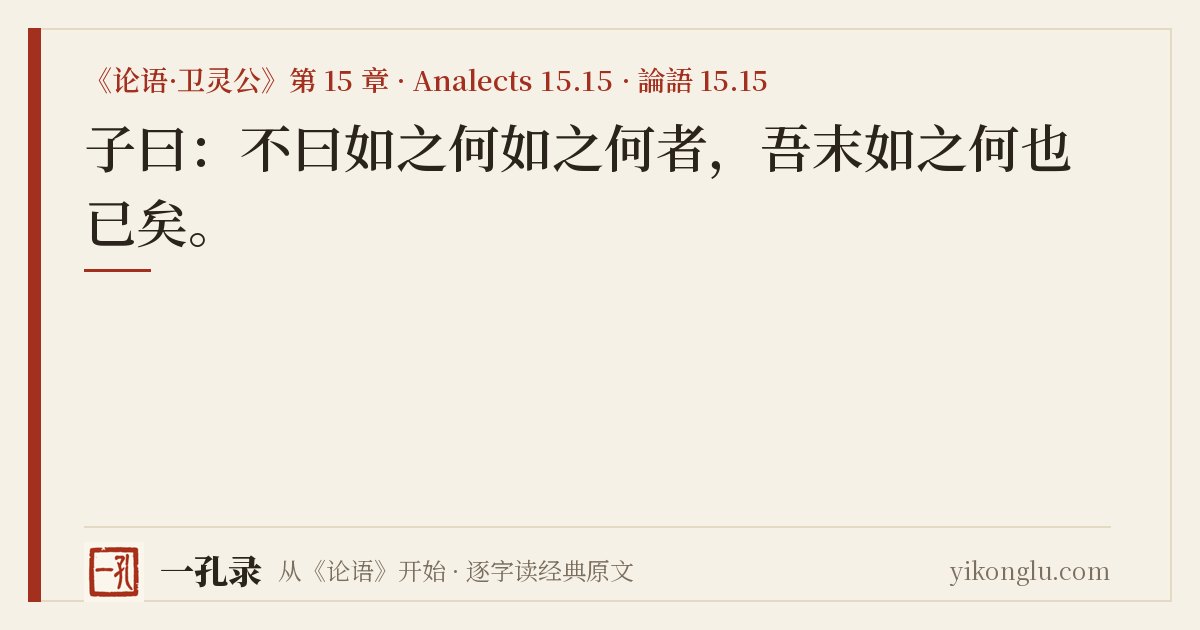 《论语·卫灵公》第 15 章 · Analects 15.15 · 論語 15.15
子曰：不曰如之何如之何者，吾末如之何也
已矣。
一孔
一孔录 从《论语》开始 · 逐字读经典原文 yikonglu.com